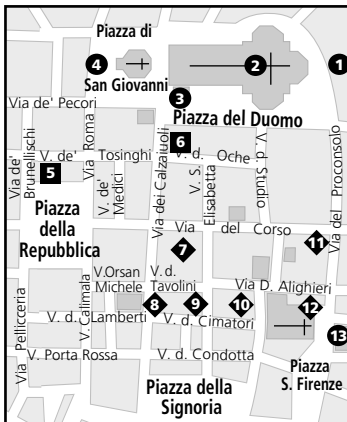 Piazza di
San Giovanni
4
2
1
3
Via de' Pecori
Piazza del Duomo
Via de'
Brunelleschi
Via Roma
V. de' Tosinghi
Via dei Calzaiuoli
6
V. d. Oche
V. S.
Elisabetta
V. d. Studio
Via del Proconsolo
5
V. de'
Medici
Piazza
della
Repubblica
Via del Corso
7
11
V.Orsan
Michele
V.d.
Tavolini
Via D. Alighieri
Via Pellicceria
V. Calimala
8
9
10
12
V. d. Lamberti
V. d. Cimatori
13
V. Porta Rossa
V. d. Condotta
Piazza
S. Firenze
Piazza della
Signoria